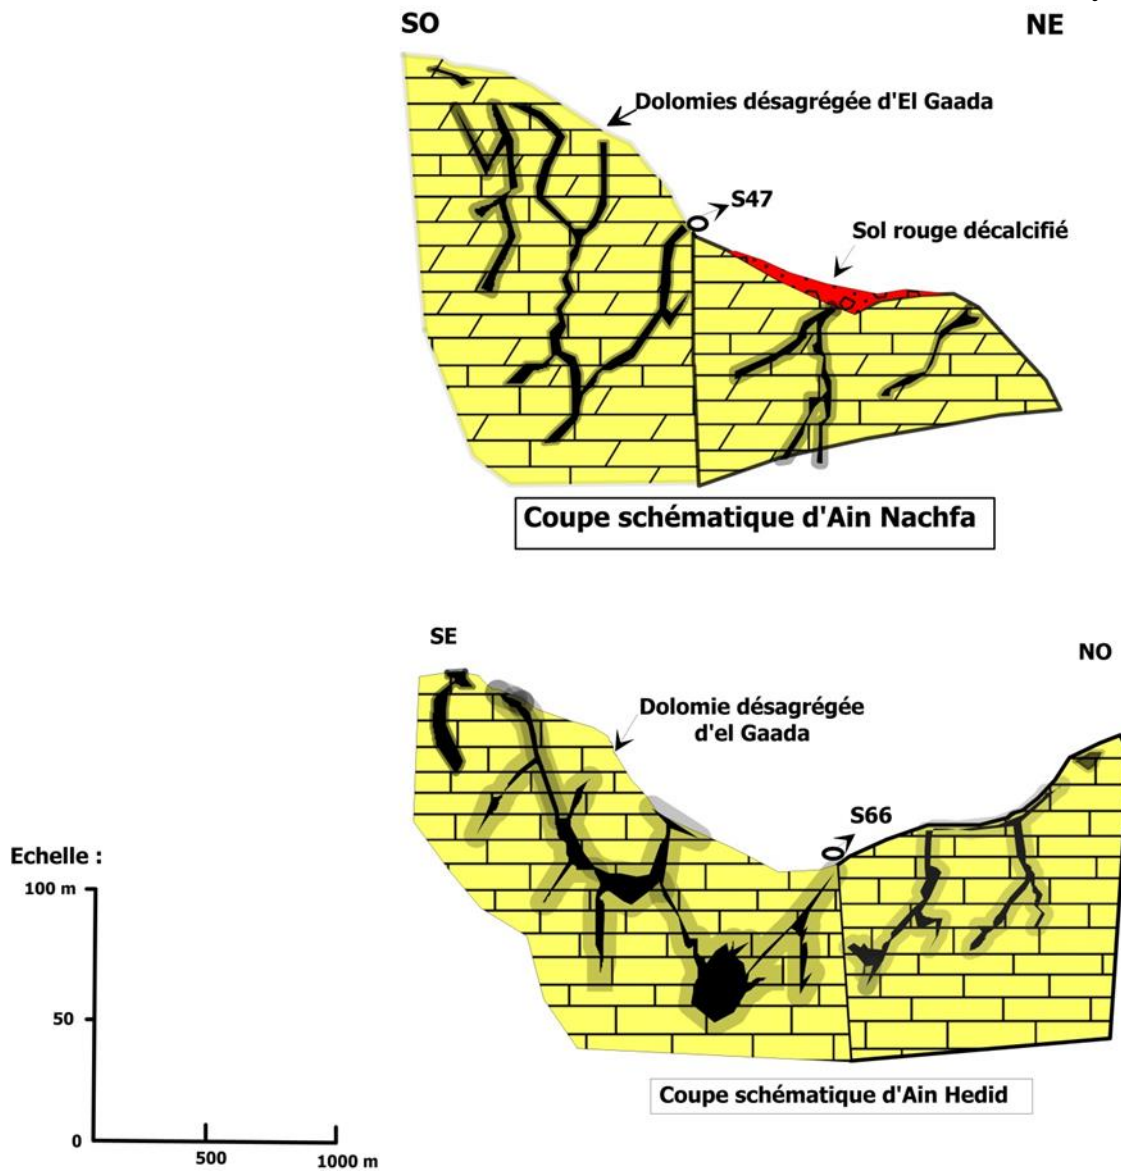 SO
NE
Dolomies désagrégée d'El Gaada
S47
Sol rouge décalcifié
Coupe schématique d'Ain Nachfa
SE
NO
Dolomie désagrégée
d'el Gaada
S66
Echelle :
100 m
50
0
500
1000 m
Coupe schématique d'Ain Hedid